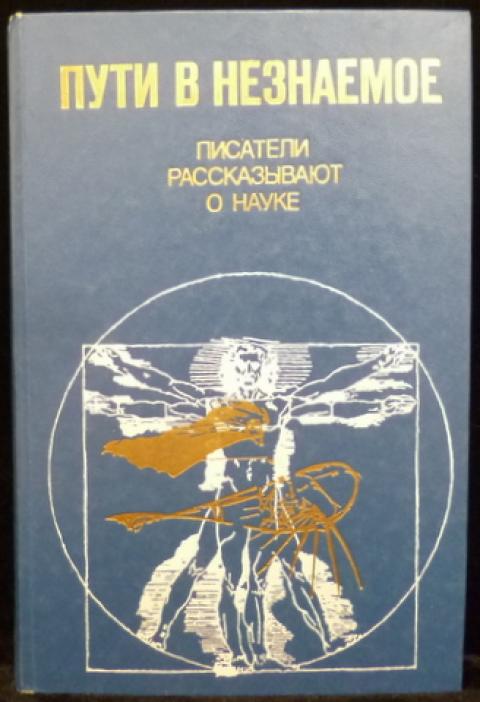 ПУТИ В НЕЗНАЕМОЕ
ПИСАТЕЛИ
РАССКАЗЫВАЮТ
О НАУКЕ